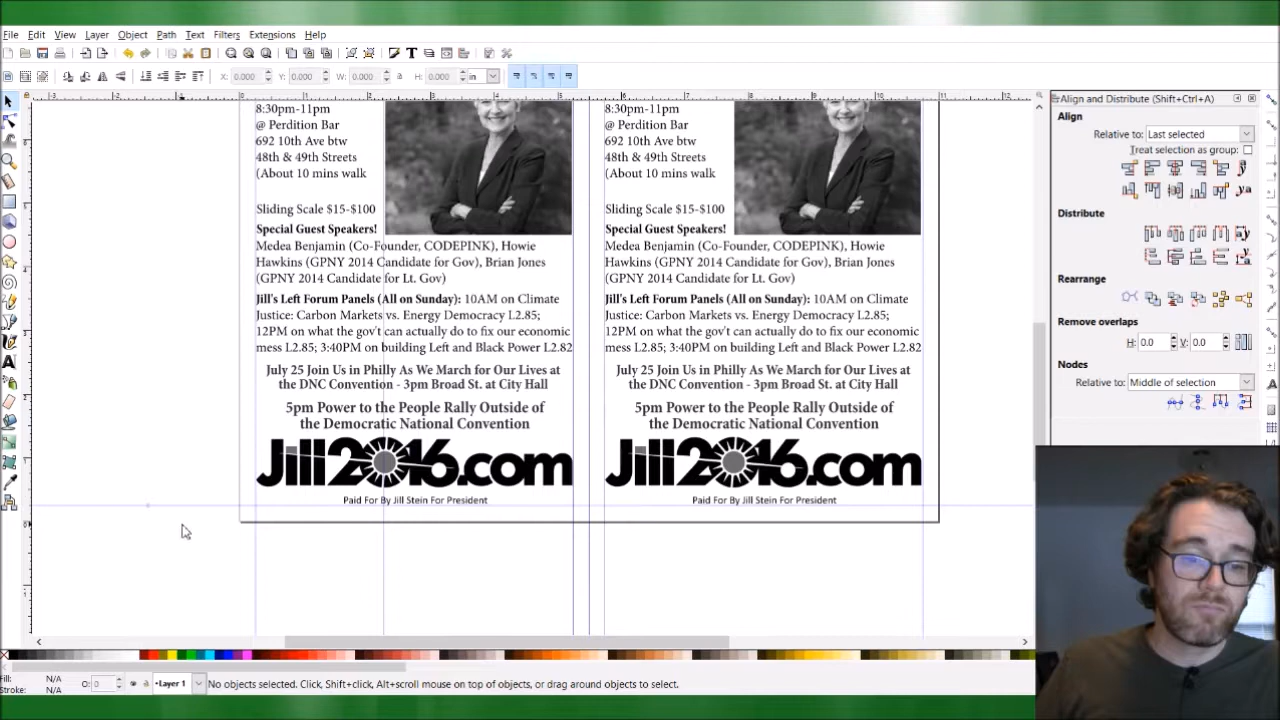 File Edit View Layer Object Path Text Filters Extensions Help
X: 0.000 Y: 0.000 W: 0.000 H: 0.000 in
Align and Distribute (Shift+Ctrl+A)
Align
Relative to: Last selected
Treat selection as group:
Distribute
Rearrange
Remove overlaps
H: 0.0 V: 0.0
Nodes
Relative to: Middle of selection
8:30pm-11pm
@ Perdition Bar
692 10th Ave btw
48th & 49th Streets
(About 10 mins walk
Sliding Scale $15-$100
Special Guest Speakers!
Medea Benjamin (Co-Founder, CODEPINK), Howie
Hawkins (GPNY 2014 Candidate for Gov), Brian Jones
(GPNY 2014 Candidate for Lt. Gov)
Jill's Left Forum Panels (All on Sunday): 10AM on Climate
Justice: Carbon Markets vs. Energy Democracy L2.85;
12PM on what the gov't can actually do to fix our economic
mess L2.85; 3:40PM on building Left and Black Power L2.82
July 25 Join Us in Philly As We March for Our Lives at
the DNC Convention - 3pm Broad St. at City Hall
5pm Power to the People Rally Outside of
the Democratic National Convention
Jill2016.com
Paid For By Jill Stein For President
8:30pm-11pm
@ Perdition Bar
692 10th Ave btw
48th & 49th Streets
(About 10 mins walk
Sliding Scale $15-$100
Special Guest Speakers!
Medea Benjamin (Co-Founder, CODEPINK), Howie
Hawkins (GPNY 2014 Candidate for Gov), Brian Jones
(GPNY 2014 Candidate for Lt. Gov)
Jill's Left Forum Panels (All on Sunday): 10AM on Climate
Justice: Carbon Markets vs. Energy Democracy L2.85;
12PM on what the gov't can actually do to fix our economic
mess L2.85; 3:40PM on building Left and Black Power L2.82
July 25 Join Us in Philly As We March for Our Lives at
the DNC Convention - 3pm Broad St. at City Hall
5pm Power to the People Rally Outside of
the Democratic National Convention
Jill2016.com
Paid For By Jill Stein For President
Fill: N/A
Stroke: N/A
O: 0
Layer 1
No objects selected. Click, Shift+click, Alt+scroll mouse on top of objects, or drag around objects to select.